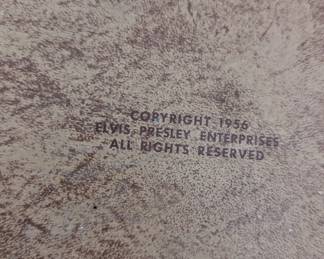 COPYRIGHT 1956
ELVIS PRESLEY ENTERPRISES
ALL RIGHTS RESERVED